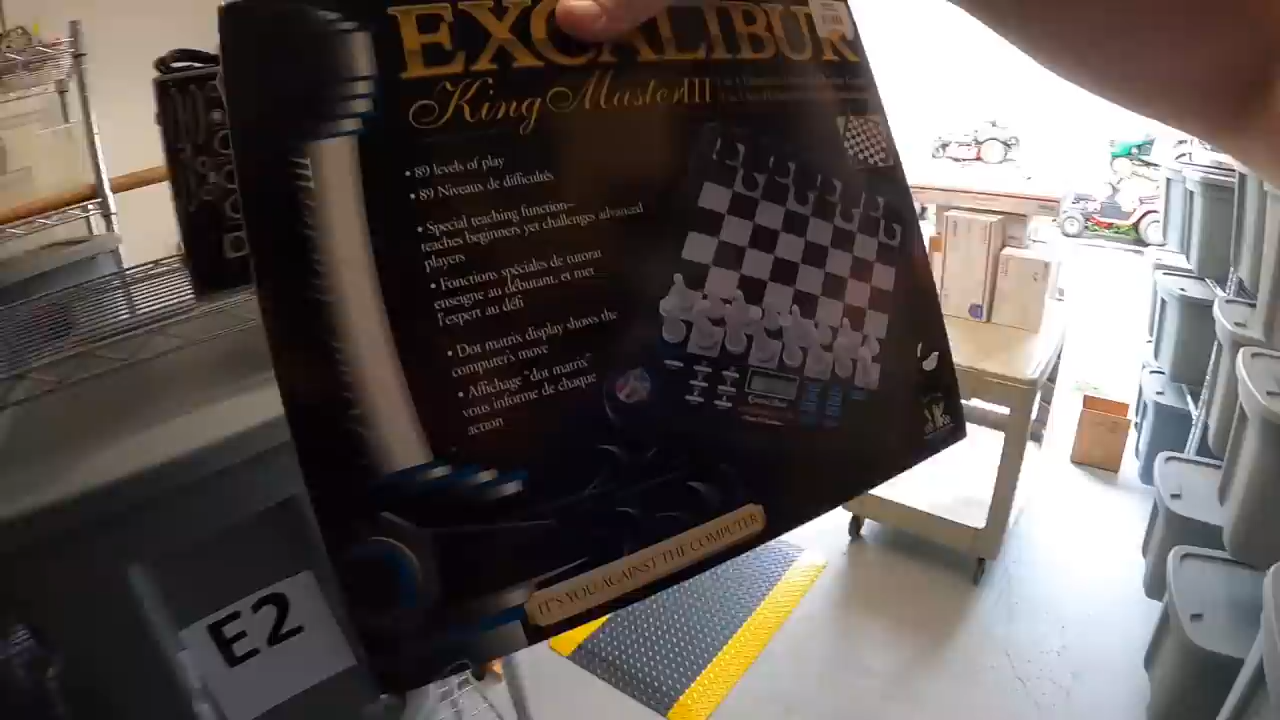 EXCALIBUR
King Master III
• 89 levels of play
• 89 Niveaux de difficultés
• Special teaching function–
teaches beginners yet challenges advanced
players
• Fonctions spéciales de tutorat
enseigne au débutant, et met
l'expert au défi
• Dot matrix display shows the
computer's move
• Affichage "dot matrix"
vous informe de chaque
action
IT'S YOU AGAINST THE COMPUTER
E2